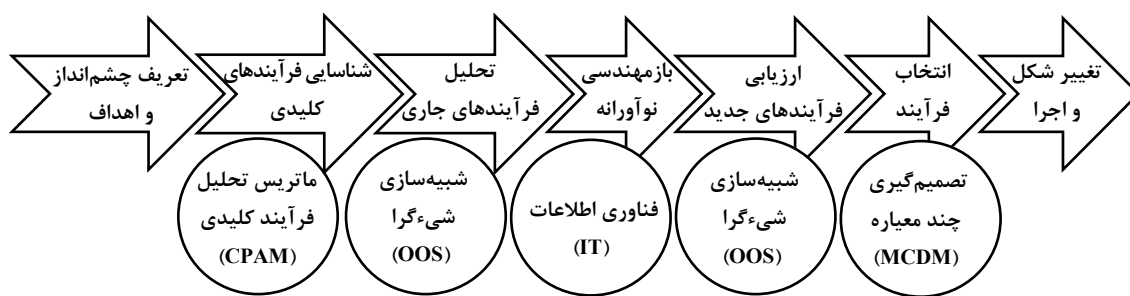 تعریف چشم‌انداز
و اهداف
شناسایی فرآیندهای
کلیدی
تحلیل
فرآیندهای جاری
بازمهندسی
نوآورانه
ارزیابی
فرآیندهای جدید
انتخاب
فرآیند
تغییر شکل
و اجرا
ماتریس تحلیل
فرآیند کلیدی
(CPAM)
شبیه‌سازی
شیءگرا
(OOS)
فناوری اطلاعات
(IT)
شبیه‌سازی
شیءگرا
(OOS)
تصمیم‌گیری
چند معیاره
(MCDM)